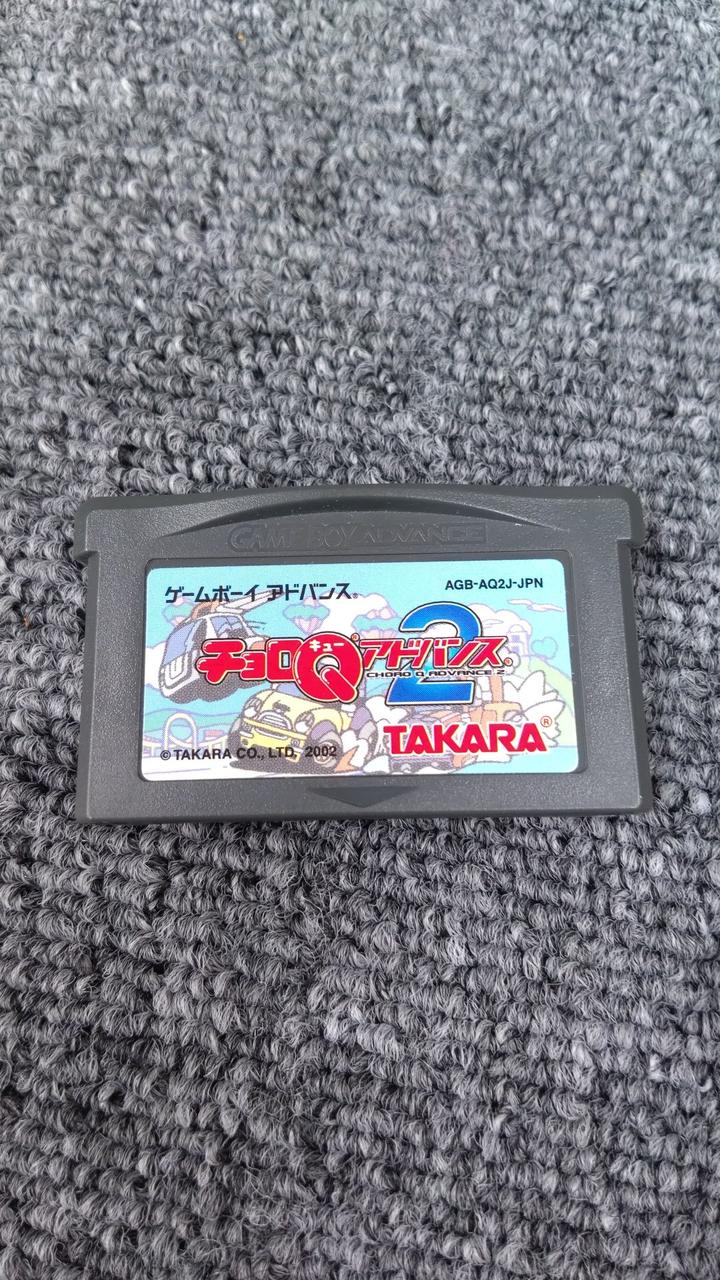 GAME BOY ADVANCE
ゲームボーイ アドバンス®
AGB-AQ2J-JPN
チョロQ®アドバンス®2
キュー
CHORO Q ADVANCE 2
TAKARA®
© TAKARA CO., LTD. 2002